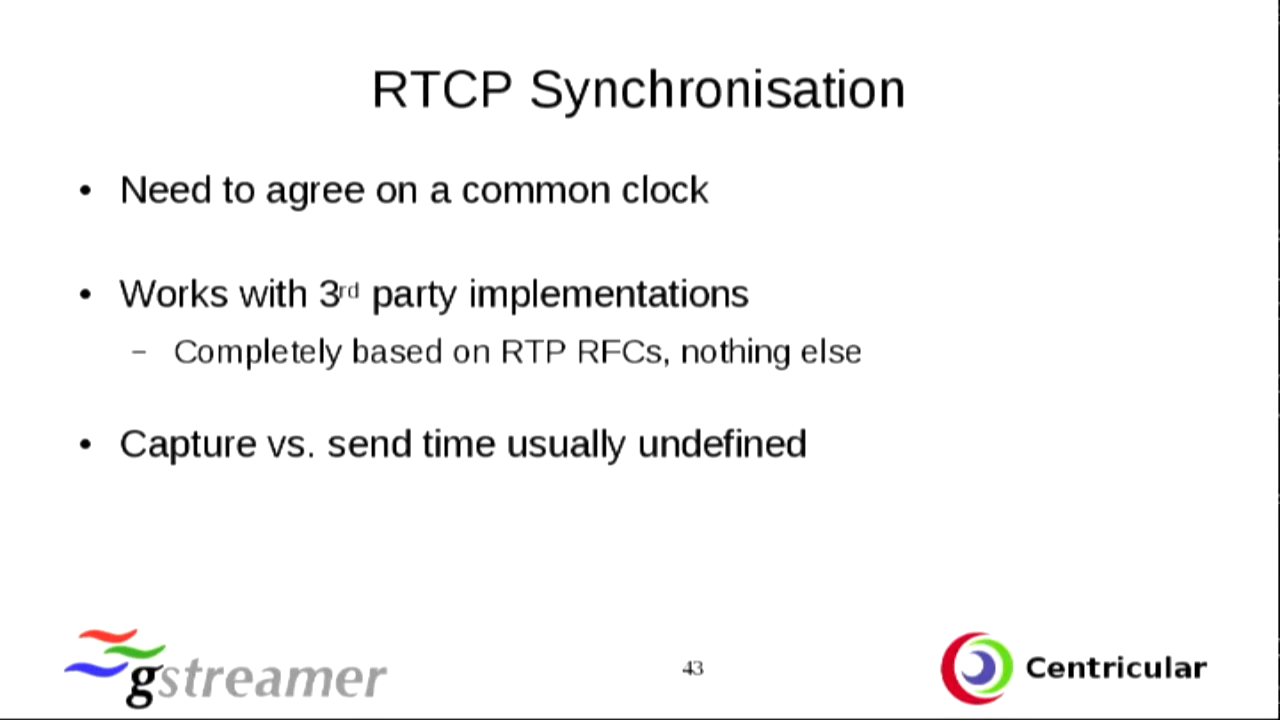 RTCP Synchronisation
• Need to agree on a common clock
• Works with 3rd party implementations
– Completely based on RTP RFCs, nothing else
• Capture vs. send time usually undefined
gstreamer
43
Centricular